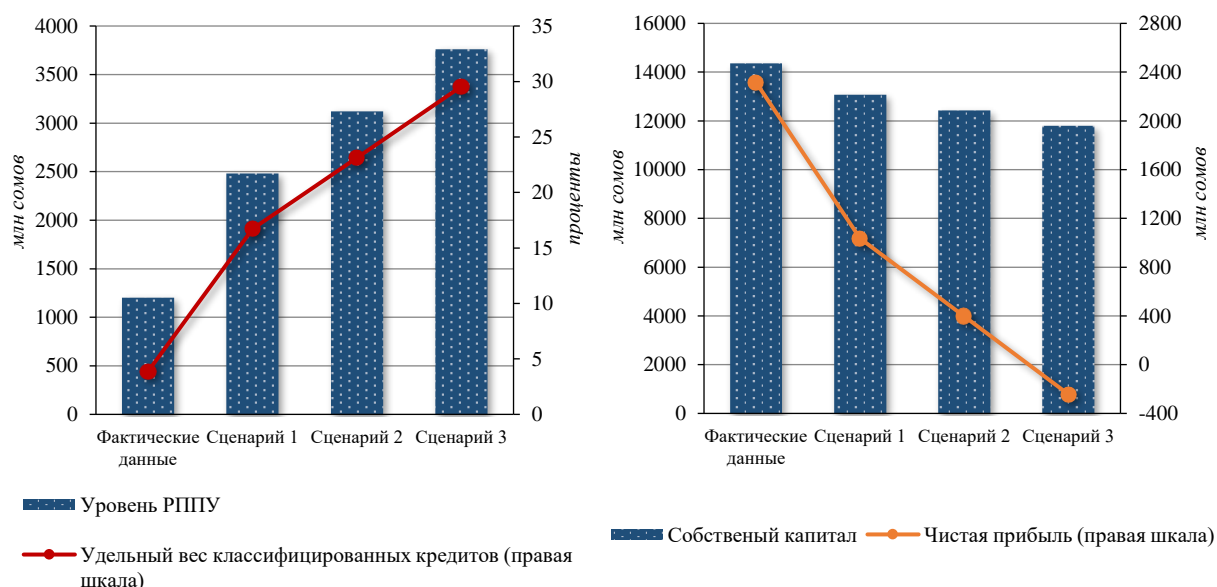 4000
3500
3000
2500
2000
1500
1000
500
0
млн сомов
35
30
25
20
15
10
5
0
проценты
Фактические
данные
Сценарий 1
Сценарий 2
Сценарий 3
Уровень РППУ
Удельный вес классифицированных кредитов (правая
шкала)
16000
14000
12000
10000
8000
6000
4000
2000
0
млн сомов
2800
2400
2000
1600
1200
800
400
0
-400
млн сомов
Фактические
данные
Сценарий 1
Сценарий 2
Сценарий 3
Собственый капитал
Чистая прибыль (правая шкала)